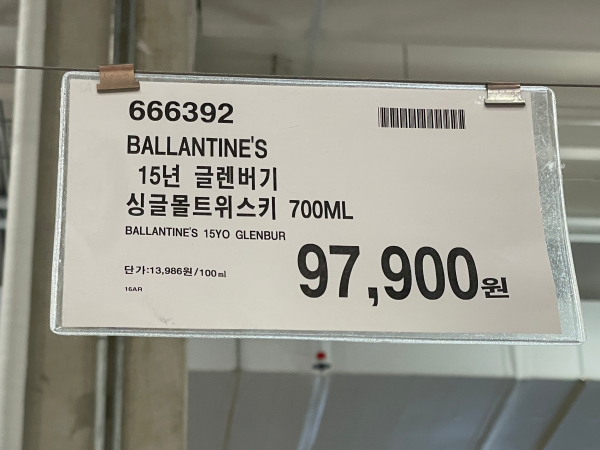 666392
BALLANTINE'S
15년 글렌버기
싱글몰트위스키 700ML
BALLANTINE'S 15YO GLENBUR
단가:13,986원/100㎖
97,900원
16AR